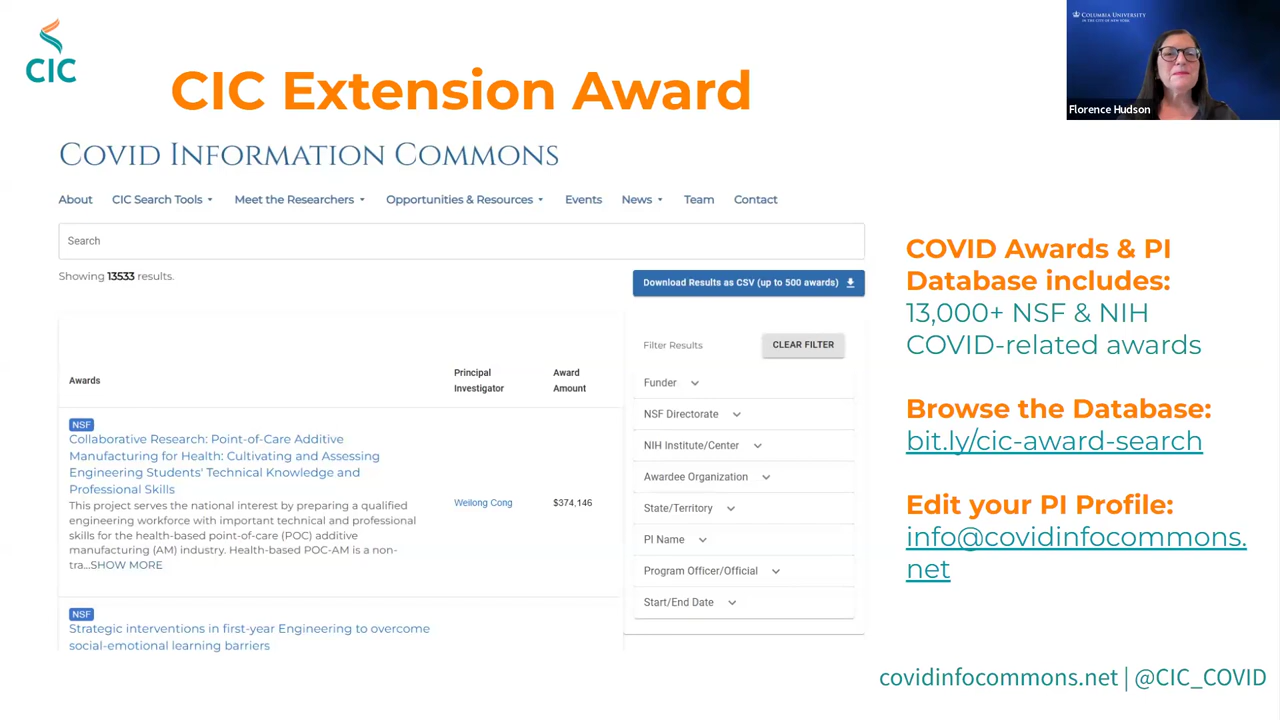 CIC
CIC Extension Award
COLUMBIA UNIVERSITY
IN THE CITY OF NEW YORK
Florence Hudson
COVID INFORMATION COMMONS
About CIC Search Tools Meet the Researchers Opportunities & Resources Events News Team Contact
Search
Showing 13533 results.
Download Results as CSV (up to 500 awards)
Awards
Principal
Investigator
Award
Amount
NSF
Collaborative Research: Point-of-Care Additive
Manufacturing for Health: Cultivating and Assessing
Engineering Students' Technical Knowledge and
Professional Skills
This project serves the national interest by preparing a qualified
engineering workforce with important technical and professional
skills for the health-based point-of-care (POC) additive
manufacturing (AM) industry. Health-based POC-AM is a non-
tra...SHOW MORE
Weilong Cong
$374,146
NSF
Strategic interventions in first-year Engineering to overcome
social-emotional learning barriers
Filter Results
CLEAR FILTER
Funder
NSF Directorate
NIH Institute/Center
Awardee Organization
State/Territory
PI Name
Program Officer/Official
Start/End Date
COVID Awards & PI
Database includes:
13,000+ NSF & NIH
COVID-related awards
Browse the Database:
bit.ly/cic-award-search
Edit your PI Profile:
info@covidinfocommons.
net
covidinfocommons.net | @CIC_COVID